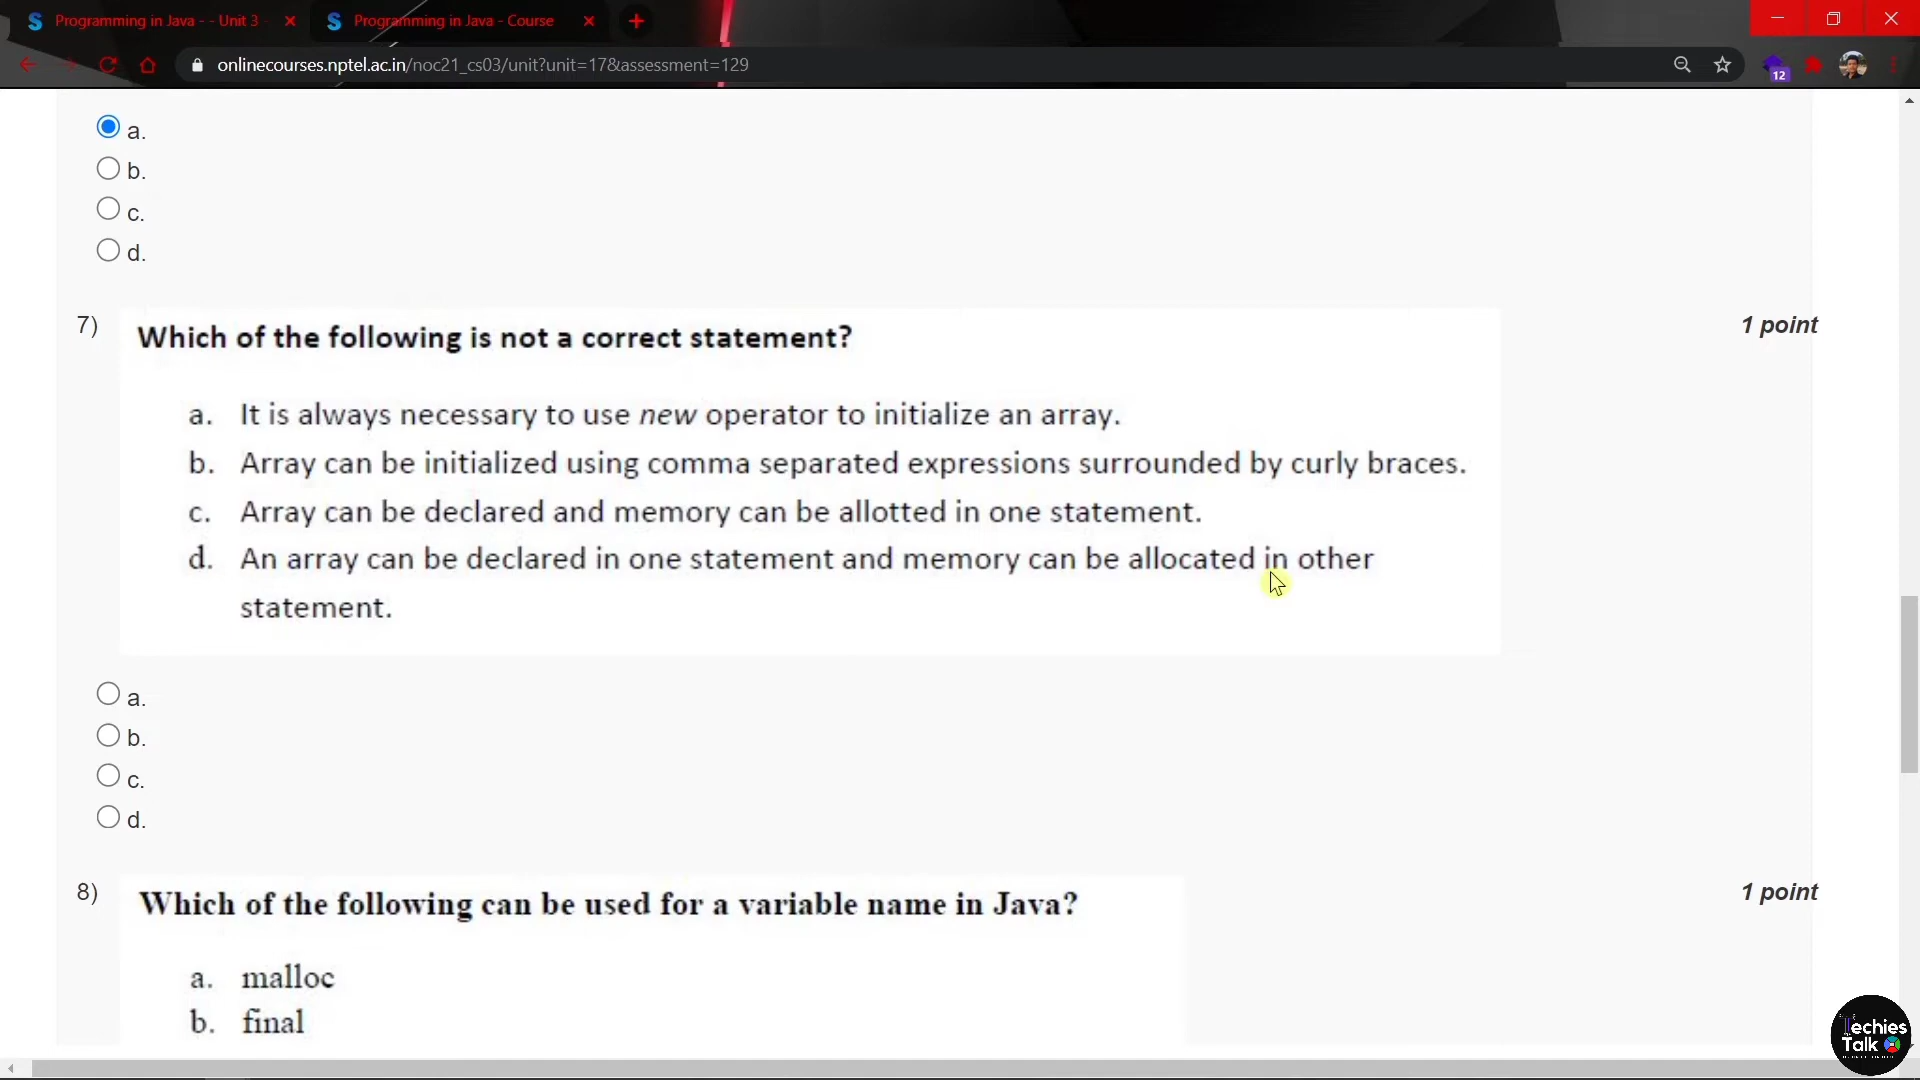 Programming in Java - - Unit 3
Programming in Java - Course
onlinecourses.nptel.ac.in/noc21_cs03/unit?unit=17&assessment=129
12
a.
b.
c.
d.
7)
Which of the following is not a correct statement?
1 point
a. It is always necessary to use new operator to initialize an array.
b. Array can be initialized using comma separated expressions surrounded by curly braces.
c. Array can be declared and memory can be allotted in one statement.
d. An array can be declared in one statement and memory can be allocated in other
statement.
a.
b.
c.
d.
8)
Which of the following can be used for a variable name in Java?
1 point
a. malloc
b. final
Techies
Talk